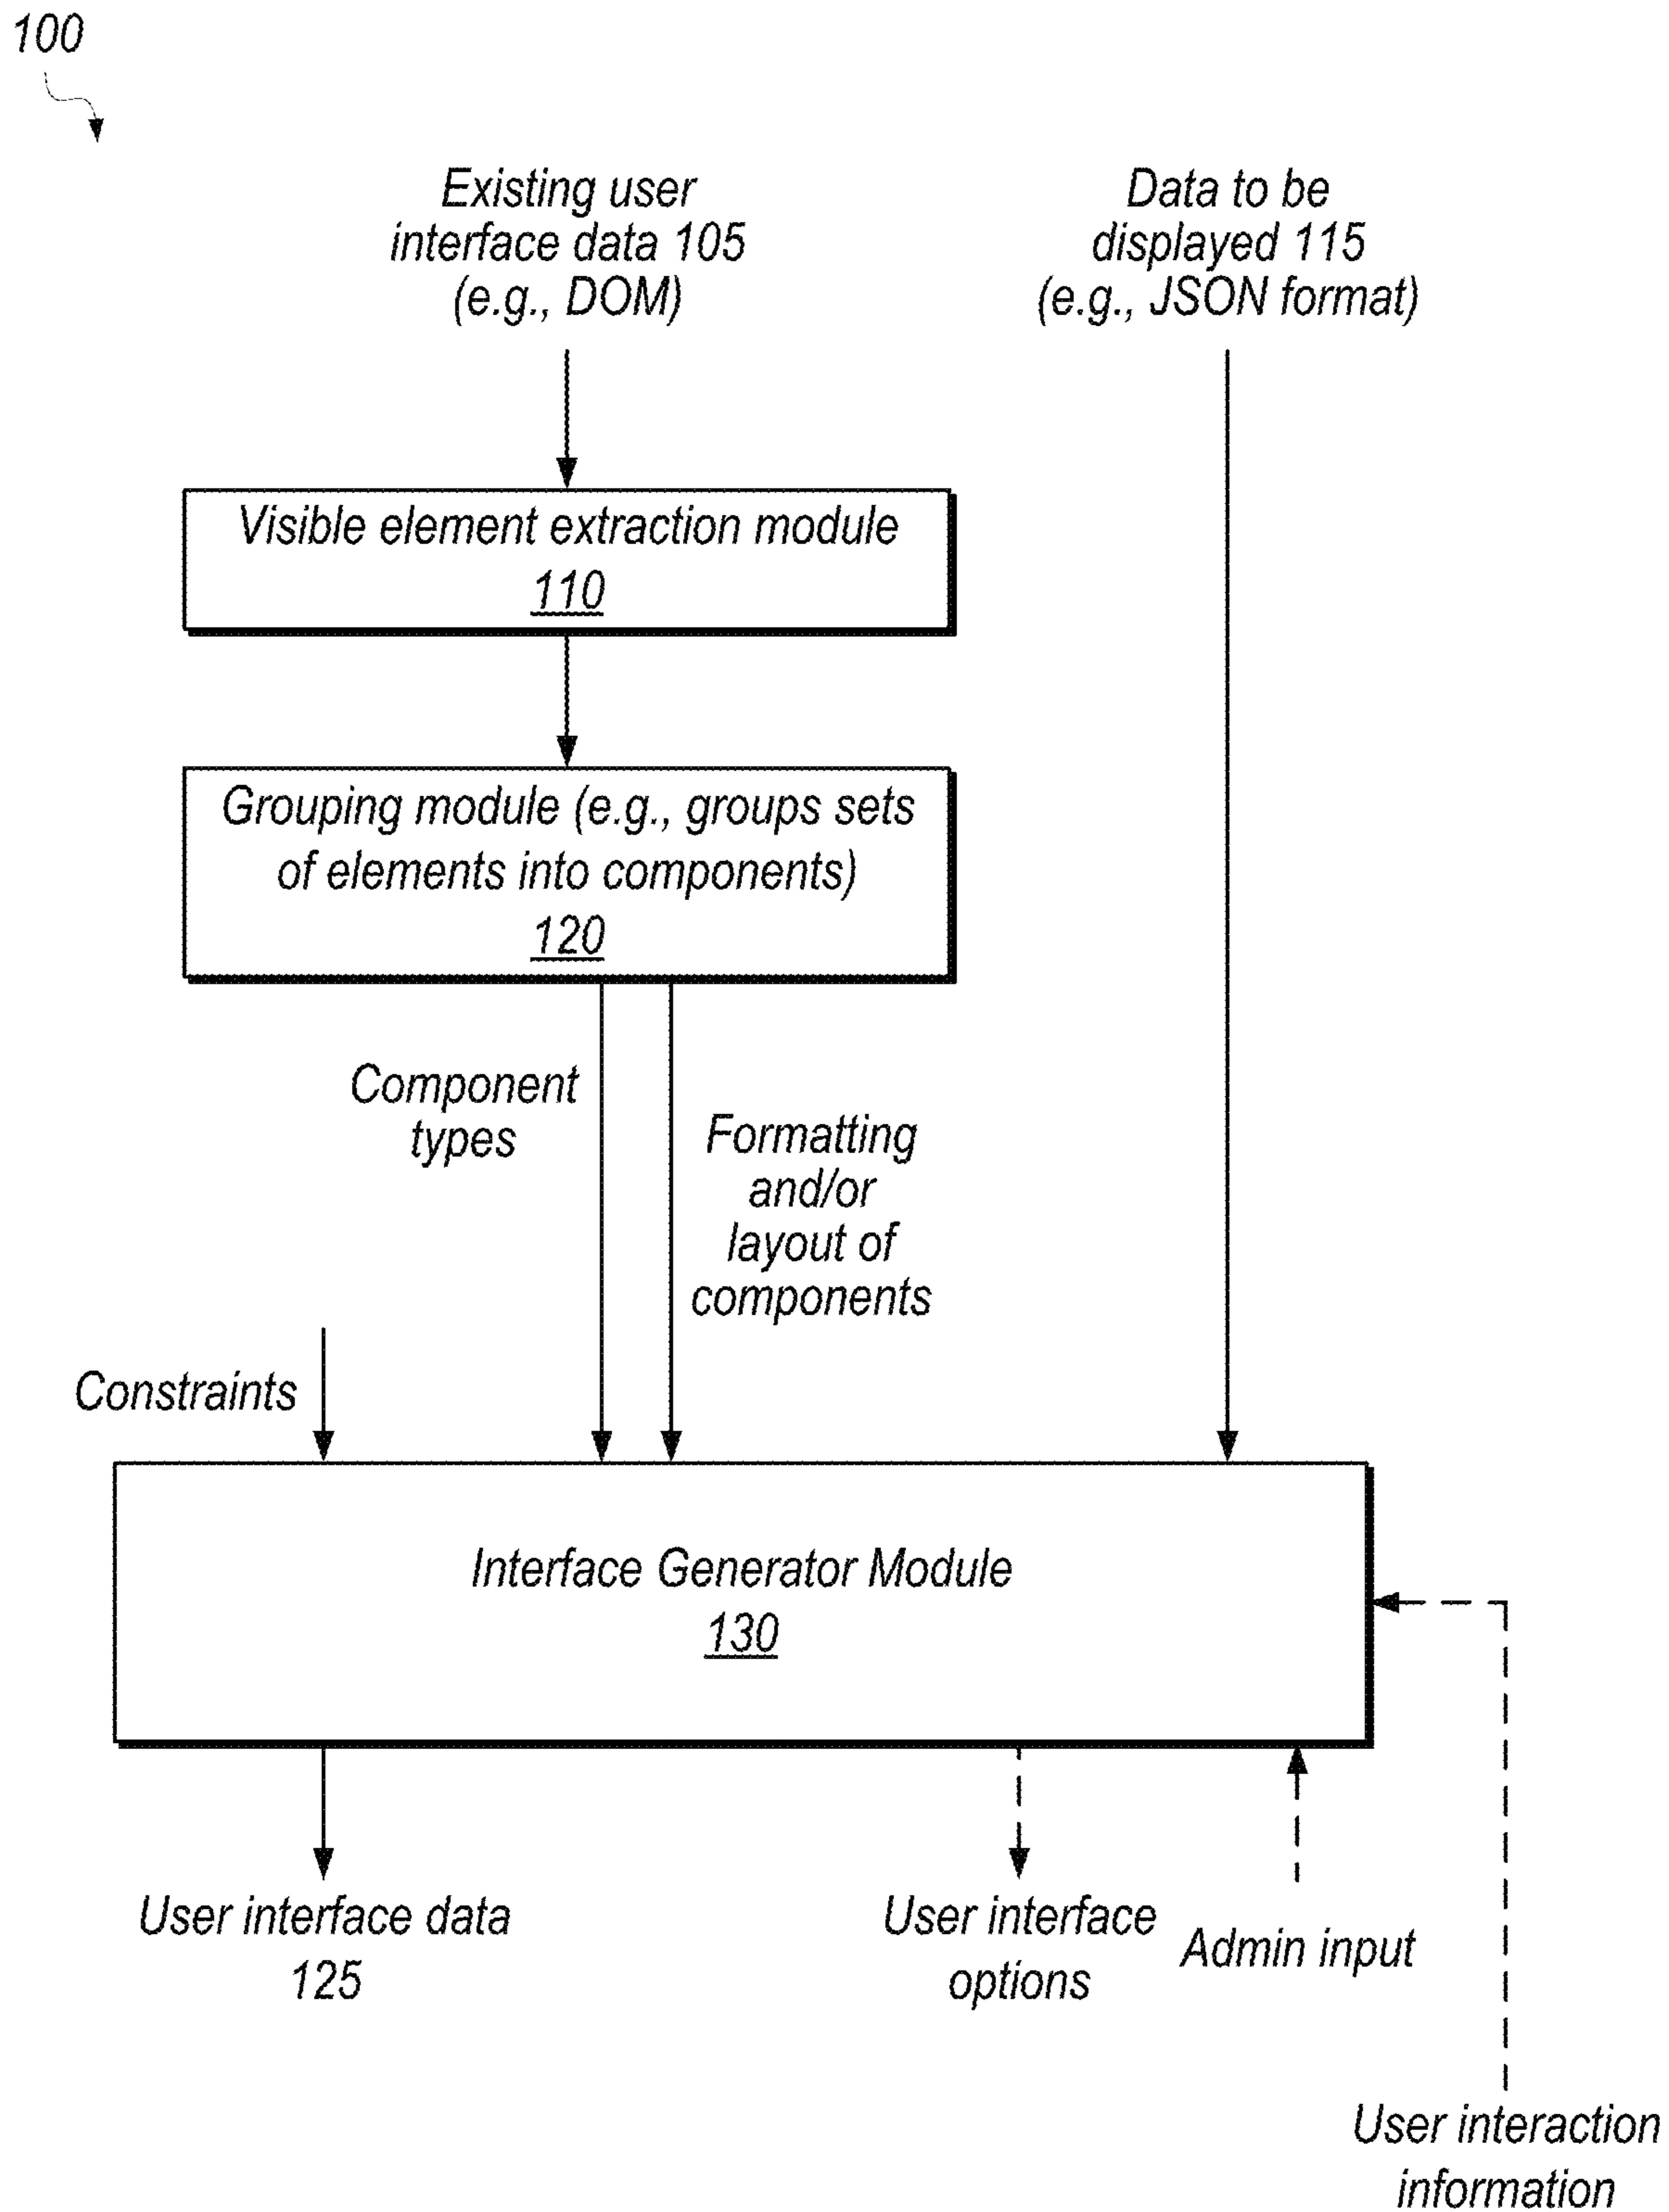 100
Existing user
interface data 105
(e.g., DOM)
Data to be
displayed 115
(e.g., JSON format)
Visible element extraction module
110
Grouping module (e.g., groups sets
of elements into components)
120
Component
types
Formatting
and/or
layout of
components
Constraints
Interface Generator Module
130
User interface data
125
User interface
options
Admin input
User interaction
information